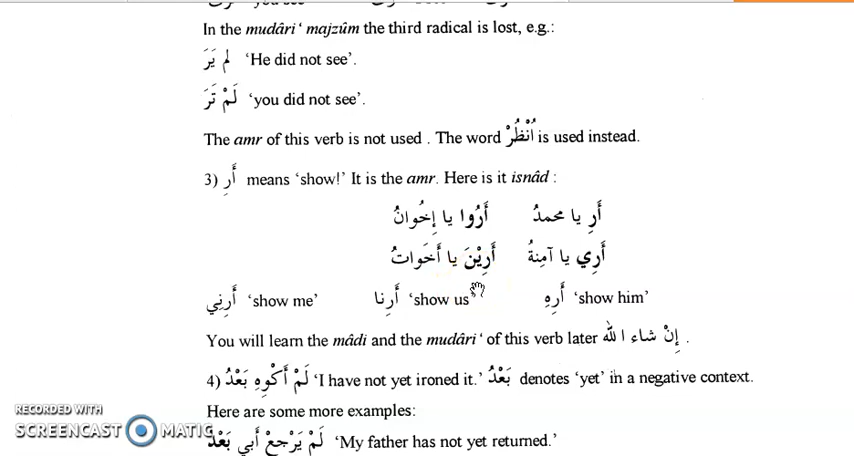 In the mudâri‘ majzûm the third radical is lost, e.g.:
لم يَرَ ‘He did not see’.
لَمْ تَرَ ‘you did not see’.
The amr of this verb is not used . The word اُنْظُرْ is used instead.
3) أَرِ means ‘show!’ It is the amr. Here is it isnâd :
أَرِ يا محمدُ أَرُوا يا إِخْوانُ
أَرِي يا آمِنةُ أَرِيْنَ يا أَخَواتُ
أَرِنِي ‘show me’ أَرِنا ‘show us’ أَرِهِ ‘show him’
You will learn the mâdi and the mudâri‘ of this verb later إِنْ شاء الله .
4) لَمْ أَكْوِهِ بَعْدُ ‘I have not yet ironed it.’ بَعْدُ denotes ‘yet’ in a negative context.
Here are some more examples:
لَمْ يَرْجِعْ أَبي بَعْدُ ‘My father has not yet returned.’
RECORDED WITH
SCREENCAST MATIC